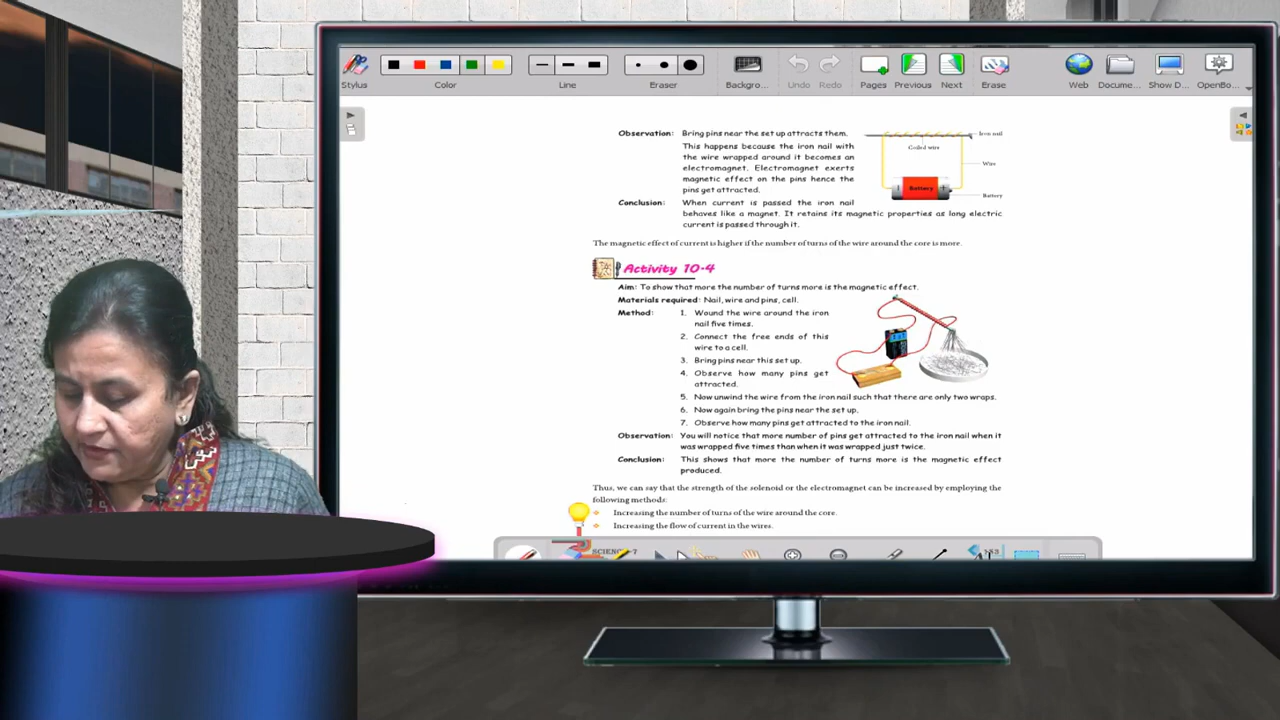 Stylus Color Line Eraser Backgro... Undo Redo Pages Previous Next Erase Web Docume... Show D... OpenBo...
Observation: Bring pins near the set up attracts them.
This happens because the iron nail with
the wire wrapped around it becomes an
electromagnet. Electromagnet exerts
magnetic effect on the pins hence the
pins get attracted.
Iron nail
Coiled wire
Wire
Battery
Battery
Conclusion: When current is passed the iron nail
behaves like a magnet. It retains its magnetic properties as long electric
current is passed through it.
The magnetic effect of current is higher if the number of turns of the wire around the core is more.
Activity 10.4
Aim: To show that more the number of turns more is the magnetic effect.
Materials required: Nail, wire and pins, cell.
Method: 1. Wound the wire around the iron
nail five times.
2. Connect the free ends of this
wire to a cell.
3. Bring pins near this set up.
4. Observe how many pins get
attracted.
5. Now unwind the wire from the iron nail such that there are only two wraps.
6. Now again bring the pins near the set up.
7. Observe how many pins get attracted to the iron nail.
Observation: You will notice that more number of pins get attracted to the iron nail when it
was wrapped five times than when it was wrapped just twice.
Conclusion: This shows that more the number of turns more is the magnetic effect
produced.
Thus, we can say that the strength of the solenoid or the electromagnet can be increased by employing the
following methods:
Increasing the number of turns of the wire around the core.
Increasing the flow of current in the wires.
SCIENCE-7